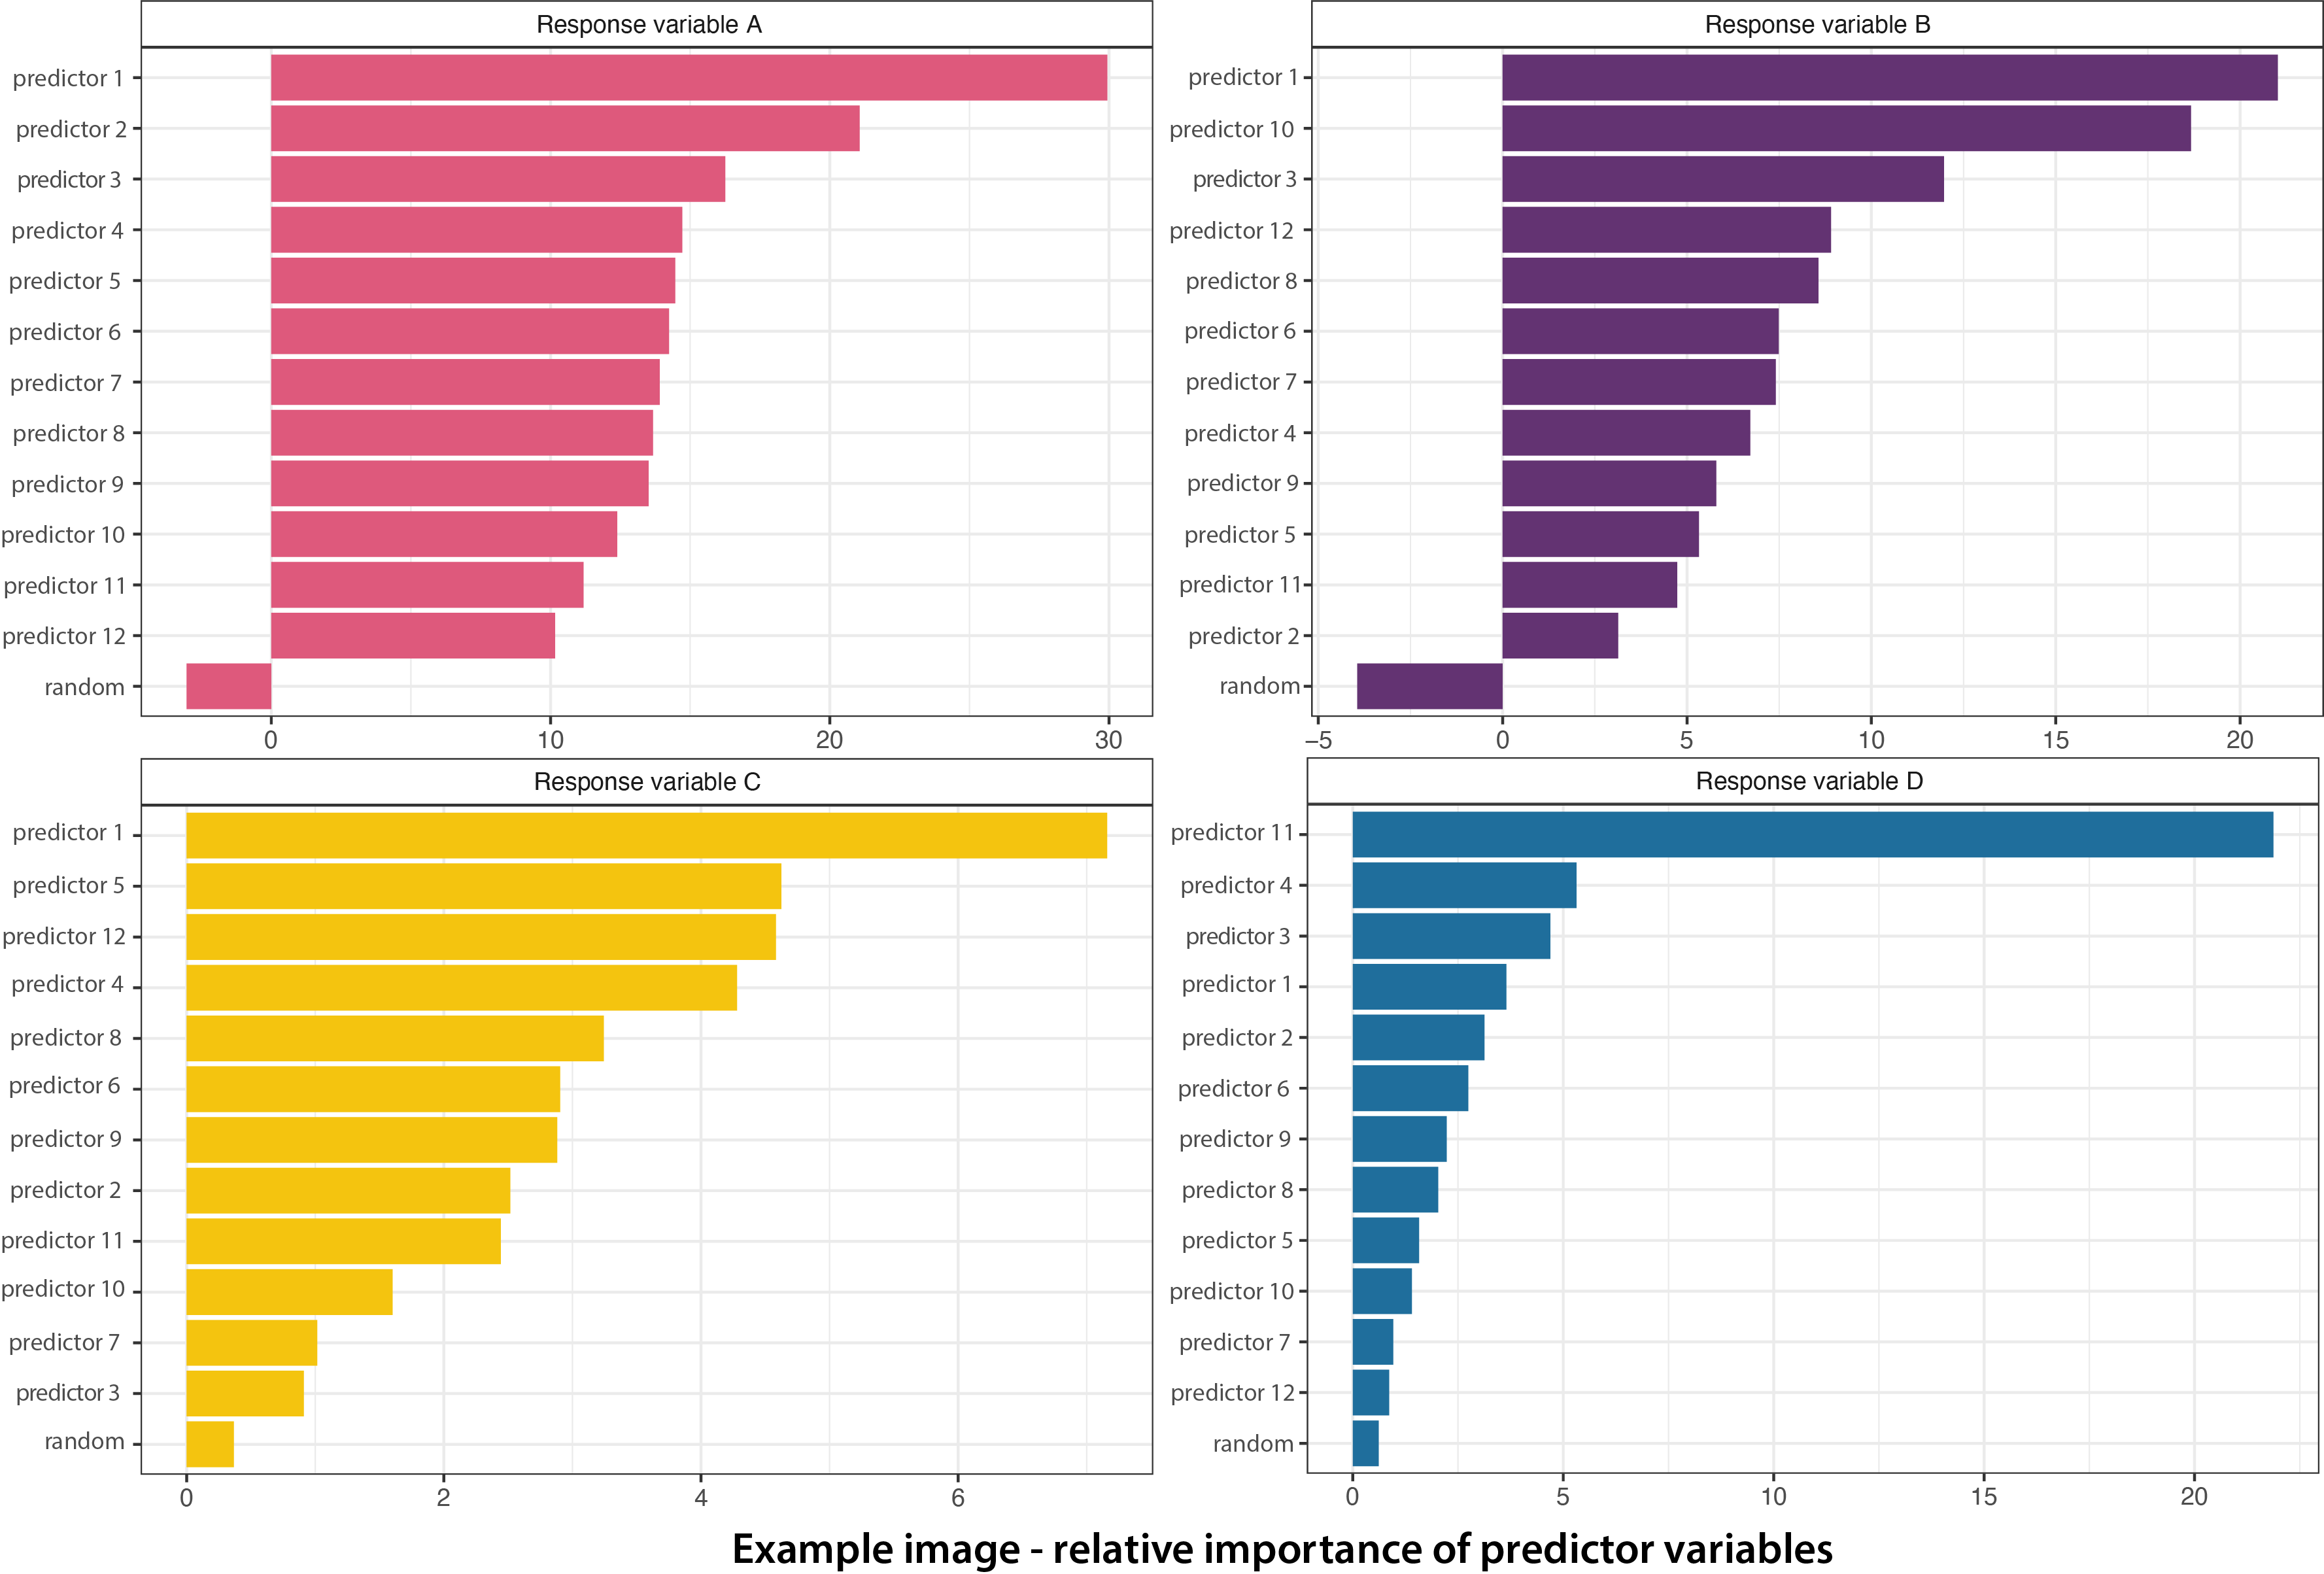 Response variable A
predictor 1
predictor 2
predictor 3
predictor 4
predictor 5
predictor 6
predictor 7
predictor 8
predictor 9
predictor 10
predictor 11
predictor 12
random
0 10 20 30
Response variable B
predictor 1
predictor 10
predictor 3
predictor 12
predictor 8
predictor 6
predictor 7
predictor 4
predictor 9
predictor 5
predictor 11
predictor 2
random
−5 0 5 10 15 20
Response variable C
predictor 1
predictor 5
predictor 12
predictor 4
predictor 8
predictor 6
predictor 9
predictor 2
predictor 11
predictor 10
predictor 7
predictor 3
random
0 2 4 6
Response variable D
predictor 11
predictor 4
predictor 3
predictor 1
predictor 2
predictor 6
predictor 9
predictor 8
predictor 5
predictor 10
predictor 7
predictor 12
random
0 5 10 15 20
Example image - relative importance of predictor variables